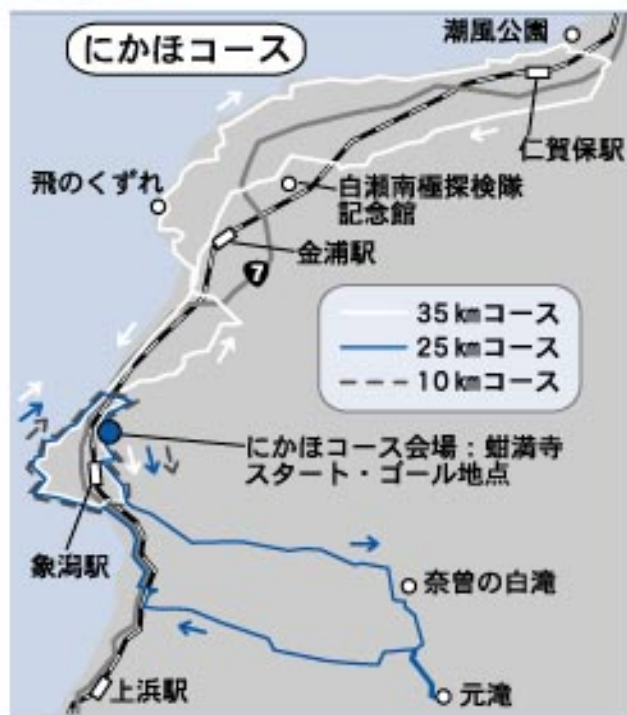 にかほコース
潮風公園
仁賀保駅
飛のくずれ
白瀬南極探検隊
記念館
金浦駅
7
35kmコース
25kmコース
10kmコース
にかほコース会場：蚶満寺
スタート・ゴール地点
象潟駅
奈曽の白滝
上浜駅
元滝